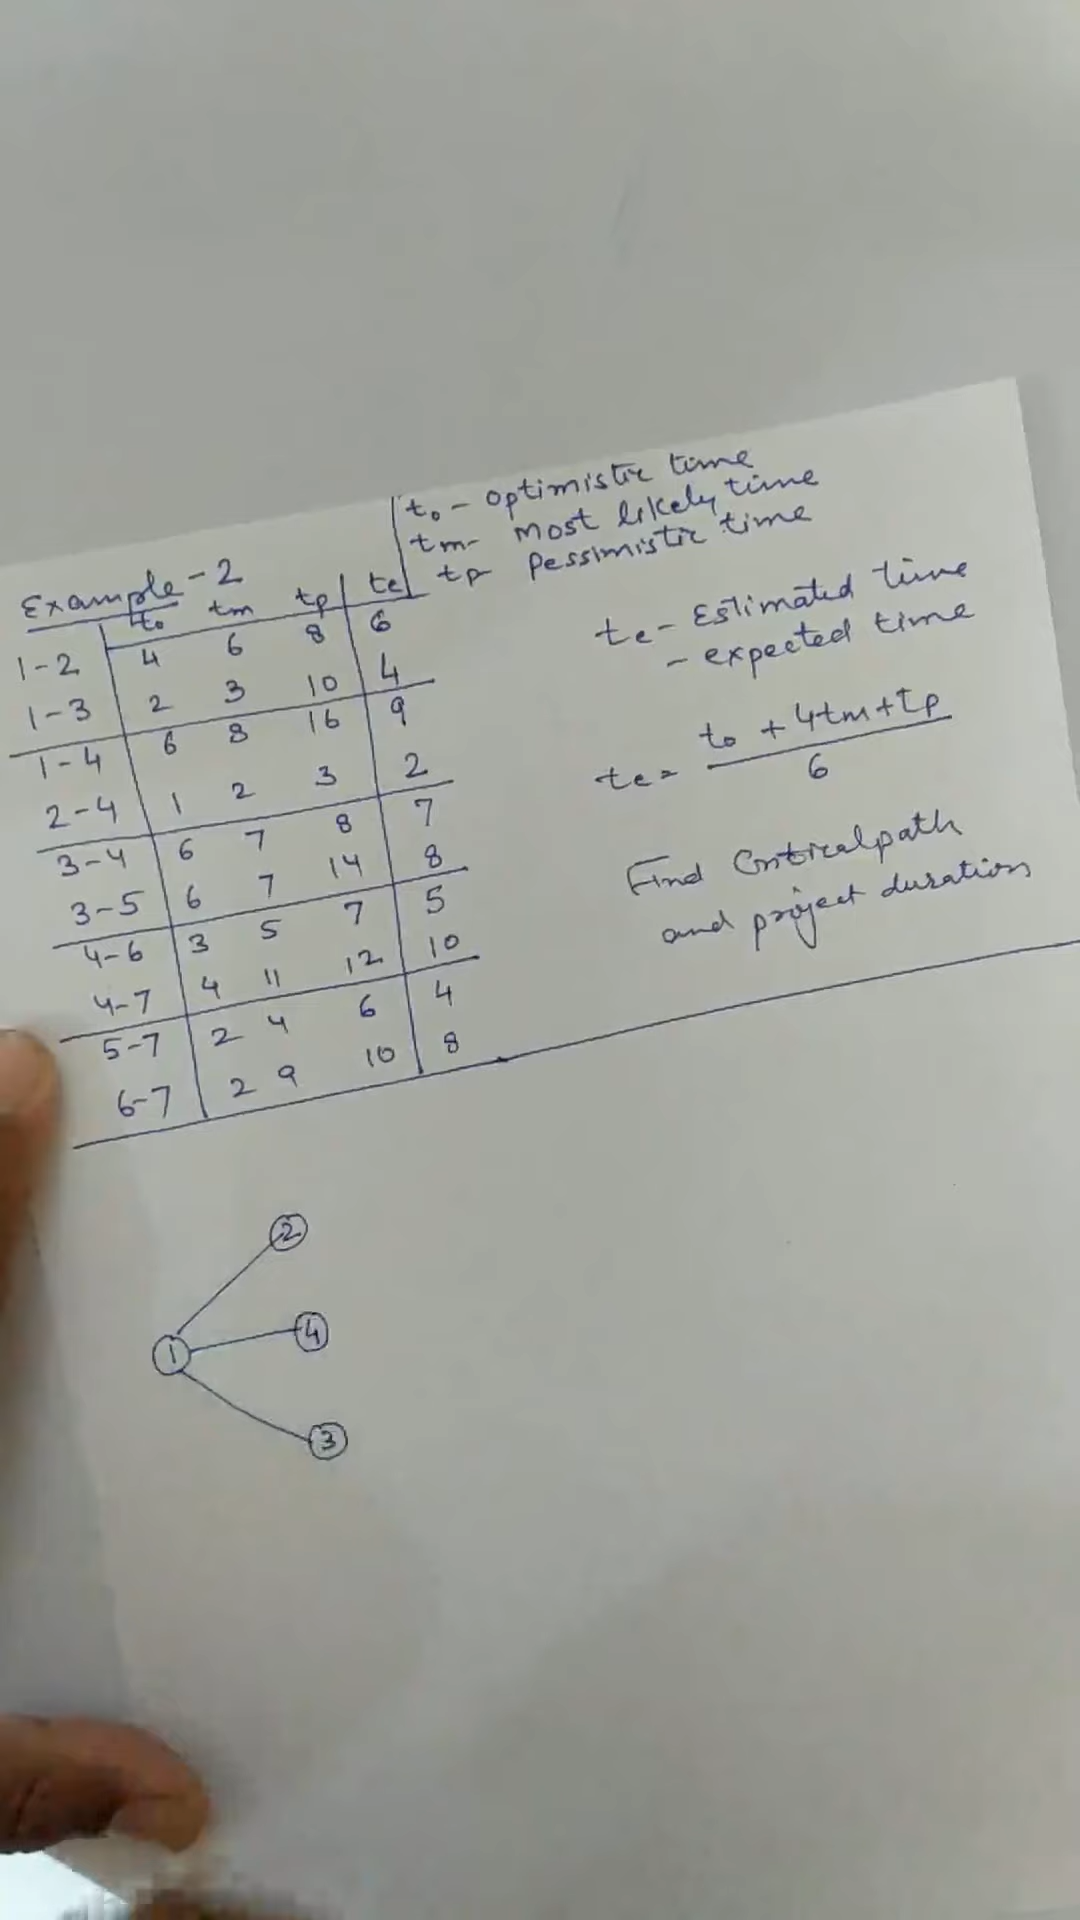 to - optimistic time
tm - most likely time
Example - 2
to tm tp te tp - Pessimistic time
1-2 4 6 8 6
te - Estimated time
1-3 2 3 10 4
- expected time
1-4 6 8 16 9
2-4 1 2 3 2
te = to + 4tm + tp
6
3-4 6 7 8 7
3-5 6 7 14 8
Find Critical path
4-6 3 5 7 5
and project duration
4-7 4 11 12 10
5-7 2 4 6 4
6-7 2 9 10 8
2
1
4
3